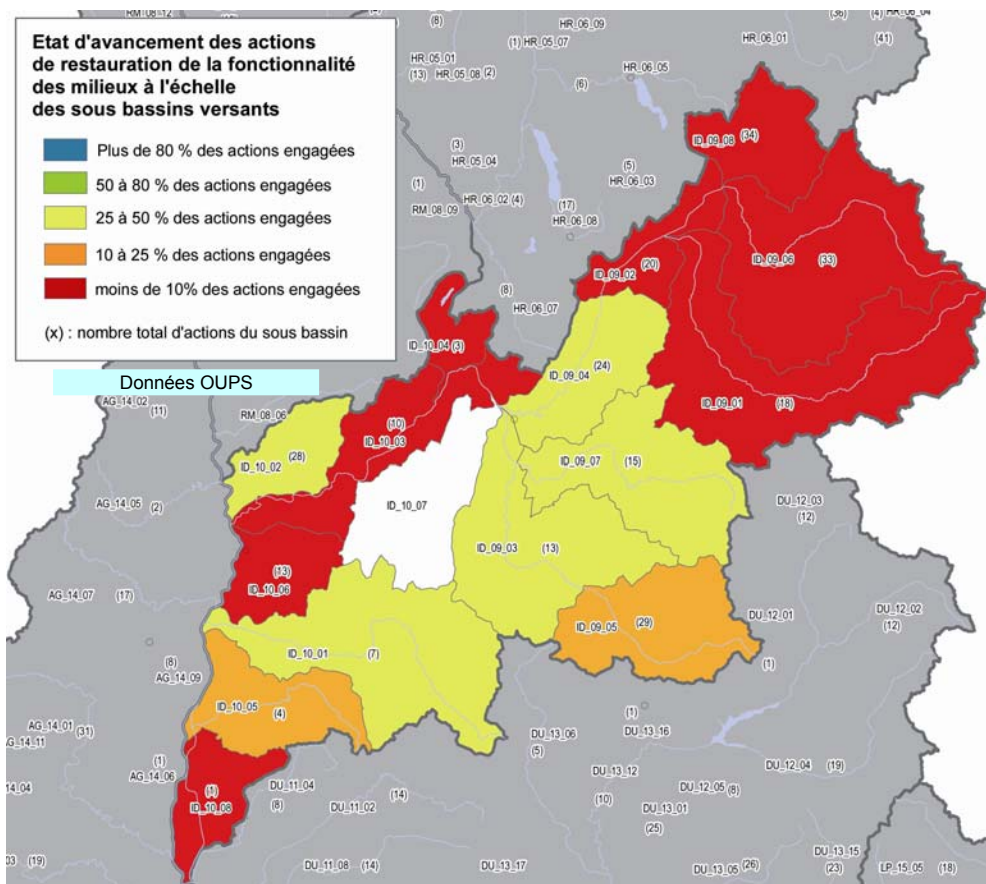 Etat d'avancement des actions
de restauration de la fonctionnalité
des milieux à l'échelle
des sous bassins versants
Plus de 80 % des actions engagées
50 à 80 % des actions engagées
25 à 50 % des actions engagées
10 à 25 % des actions engagées
moins de 10% des actions engagées
(x) : nombre total d'actions du sous bassin
Données OUPS
RM_08_12
(8)
HR_06_09
(1) HR_05_07
HR_06_01
(36)
(4) HR_06_04
(41)
HR_05_01
(13) HR_05_08 (2)
HR_06_05
(6)
(3)
HR_05_04
(1)
RM_08_09
HR_06_02 (4)
(5)
HR_06_03
(17)
HR_06_08
(8)
HR_06_07
ID_09_08 (34)
ID_09_06 (33)
ID_09_02 (20)
ID_09_01 (18)
ID_10_04 (3)
ID_09_04 (24)
(10)
ID_10_03
AG_14_02
(11)
RM_08_06
ID_10_02 (28)
ID_09_07 (15)
ID_10_07
AG_14_05 (2)
DU_12_03
(12)
ID_09_03 (13)
(13)
ID_10_06
AG_14_07 (17)
ID_09_05 (29)
DU_12_01
(1)
DU_12_02
(12)
ID_10_01 (7)
(8)
AG_14_09
ID_10_05 (4)
AG_14_01 (31)
AG_14_11
(1)
DU_13_16
DU_13_06
(5)
(1)
AG_14_06
(1)
ID_10_08
DU_11_04
(8)
DU_11_02 (14)
DU_13_12
(10)
DU_12_05 (8)
DU_12_04 (19)
DU_13_01
(25)
DU_11_08 (14)
DU_13_17
DU_13_05 (26)
DU_13_15
(23)
LP_15_05 (18)
(19)